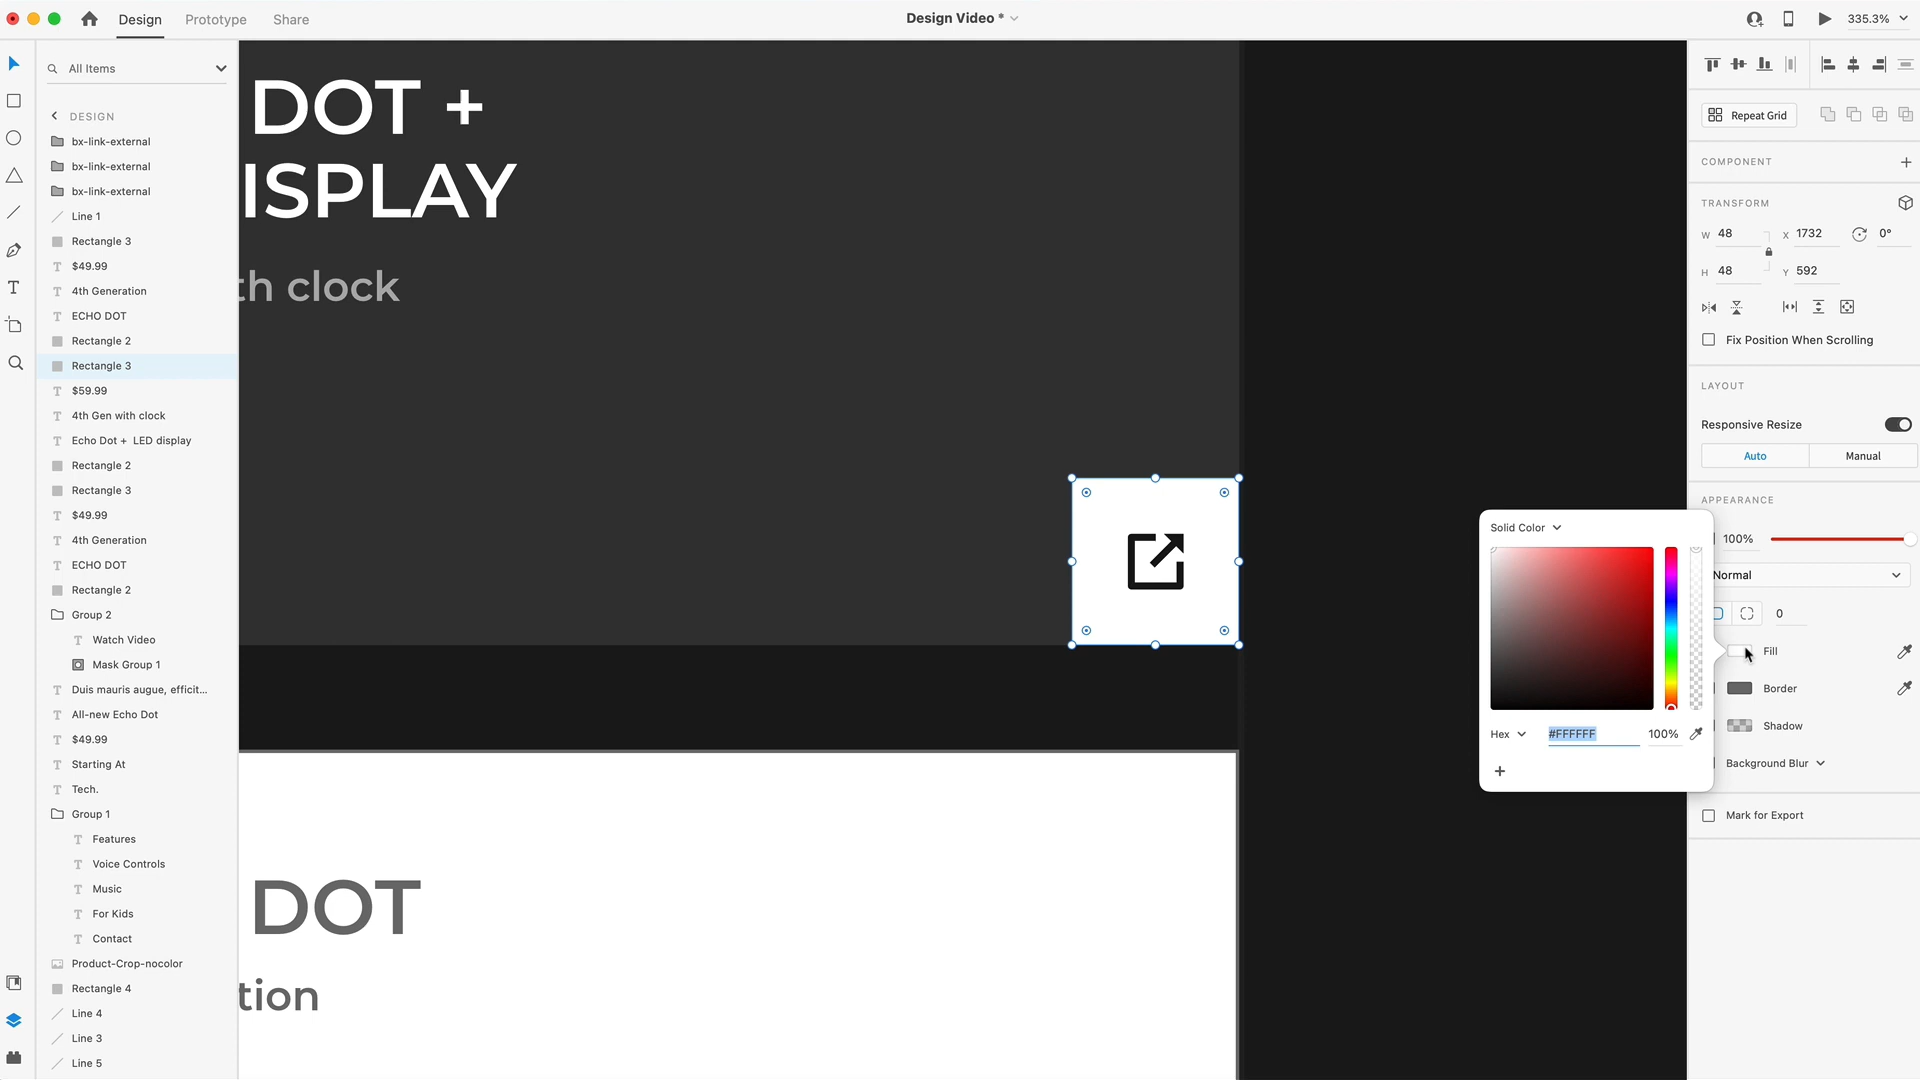 Design
Prototype
Share
Design Video *
335.3%
All Items
DESIGN
bx-link-external
bx-link-external
bx-link-external
Line 1
Rectangle 3
$49.99
4th Generation
ECHO DOT
Rectangle 2
Rectangle 3
$59.99
4th Gen with clock
Echo Dot + LED display
Rectangle 2
Rectangle 3
$49.99
4th Generation
ECHO DOT
Rectangle 2
Group 2
Watch Video
Mask Group 1
Duis mauris augue, efficit...
All-new Echo Dot
$49.99
Starting At
Tech.
Group 1
Features
Voice Controls
Music
For Kids
Contact
Product-Crop-nocolor
Rectangle 4
Line 4
Line 3
Line 5
DOT +
ISPLAY
th clock
DOT
tion
Solid Color
Hex
#FFFFFF
100%
Repeat Grid
COMPONENT
TRANSFORM
W 48
X 1732
0°
H 48
Y 592
Fix Position When Scrolling
LAYOUT
Responsive Resize
Auto
Manual
APPEARANCE
100%
Normal
0
Fill
Border
Shadow
Background Blur
Mark for Export